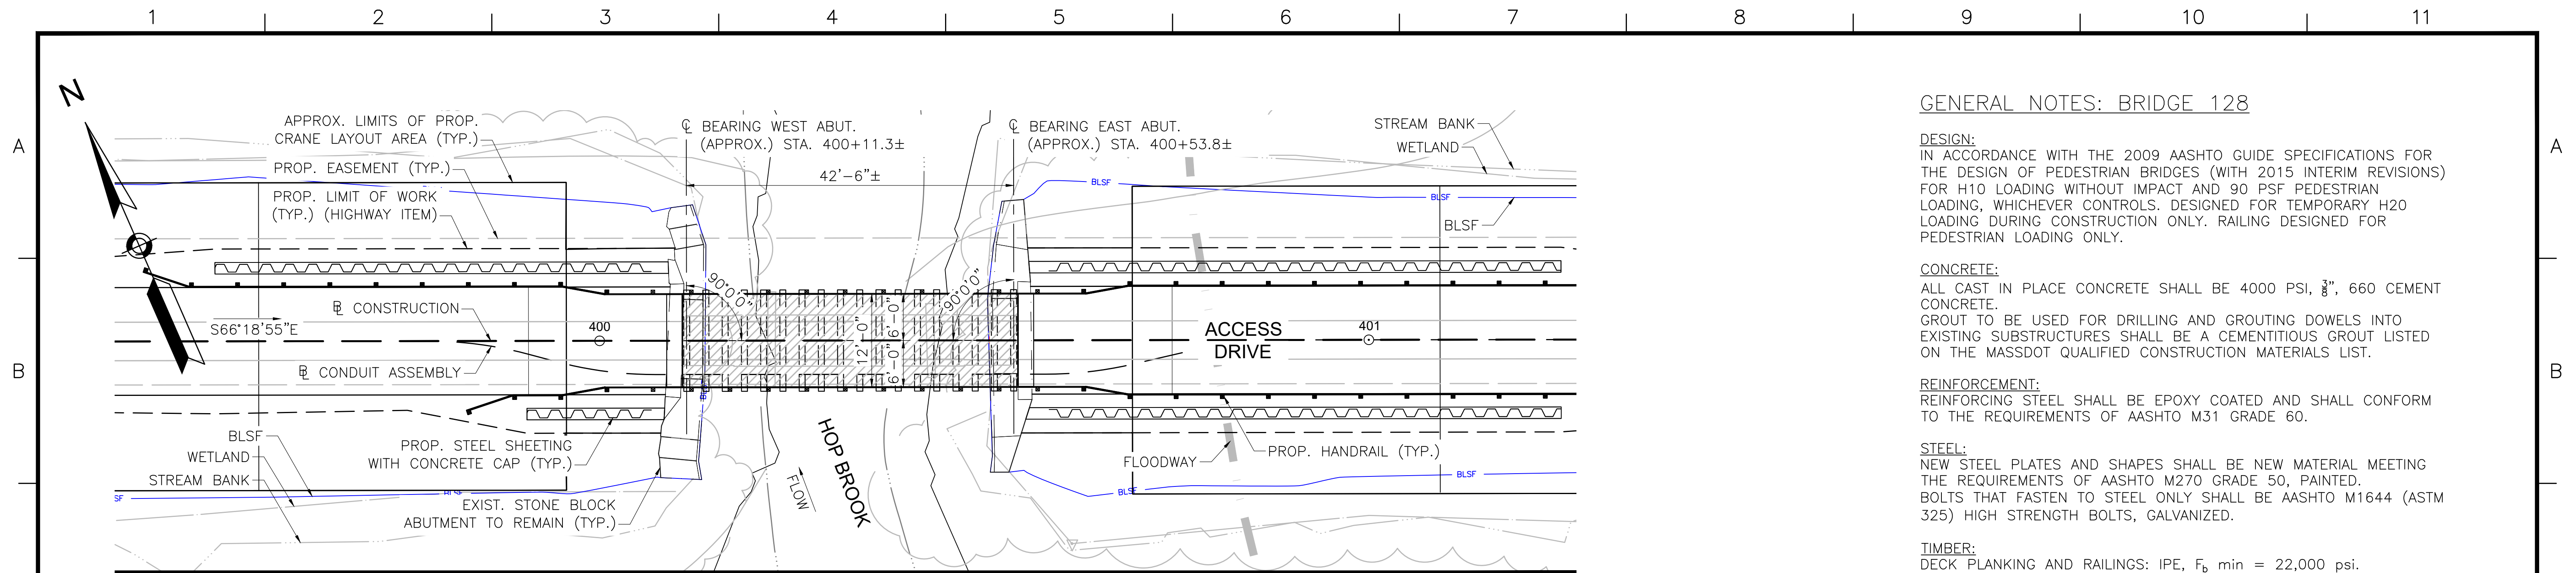 1 2 3 4 5 6 7 8 9 10 11
A
B
A
B
N
APPROX. LIMITS OF PROP.
CRANE LAYOUT AREA (TYP.)
PROP. EASEMENT (TYP.)
PROP. LIMIT OF WORK
(TYP.) (HIGHWAY ITEM)
℄ BEARING WEST ABUT.
(APPROX.) STA. 400+11.3±
℄ BEARING EAST ABUT.
(APPROX.) STA. 400+53.8±
42'-6"±
STREAM BANK
WETLAND
BLSF
BLSF
BLSF
90°0'0"
90°0'0"
B℄ CONSTRUCTION
S66°18'55"E
400
B℄ CONDUIT ASSEMBLY
12'-0"
6'-0"
6'-0"
ACCESS
DRIVE
401
BLSF
WETLAND
STREAM BANK
PROP. STEEL SHEETING
WITH CONCRETE CAP (TYP.)
EXIST. STONE BLOCK
ABUTMENT TO REMAIN (TYP.)
HOP BROOK
FLOW
FLOODWAY
PROP. HANDRAIL (TYP.)
BLSF
BLSF
GENERAL NOTES: BRIDGE 128
DESIGN:
IN ACCORDANCE WITH THE 2009 AASHTO GUIDE SPECIFICATIONS FOR
THE DESIGN OF PEDESTRIAN BRIDGES (WITH 2015 INTERIM REVISIONS)
FOR H10 LOADING WITHOUT IMPACT AND 90 PSF PEDESTRIAN
LOADING, WHICHEVER CONTROLS. DESIGNED FOR TEMPORARY H20
LOADING DURING CONSTRUCTION ONLY. RAILING DESIGNED FOR
PEDESTRIAN LOADING ONLY.
CONCRETE:
ALL CAST IN PLACE CONCRETE SHALL BE 4000 PSI, 3/8", 660 CEMENT
CONCRETE.
GROUT TO BE USED FOR DRILLING AND GROUTING DOWELS INTO
EXISTING SUBSTRUCTURES SHALL BE A CEMENTITIOUS GROUT LISTED
ON THE MASSDOT QUALIFIED CONSTRUCTION MATERIALS LIST.
REINFORCEMENT:
REINFORCING STEEL SHALL BE EPOXY COATED AND SHALL CONFORM
TO THE REQUIREMENTS OF AASHTO M31 GRADE 60.
STEEL:
NEW STEEL PLATES AND SHAPES SHALL BE NEW MATERIAL MEETING
THE REQUIREMENTS OF AASHTO M270 GRADE 50, PAINTED.
BOLTS THAT FASTEN TO STEEL ONLY SHALL BE AASHTO M1644 (ASTM
325) HIGH STRENGTH BOLTS, GALVANIZED.
TIMBER:
DECK PLANKING AND RAILINGS: IPE, Fb min = 22,000 psi.